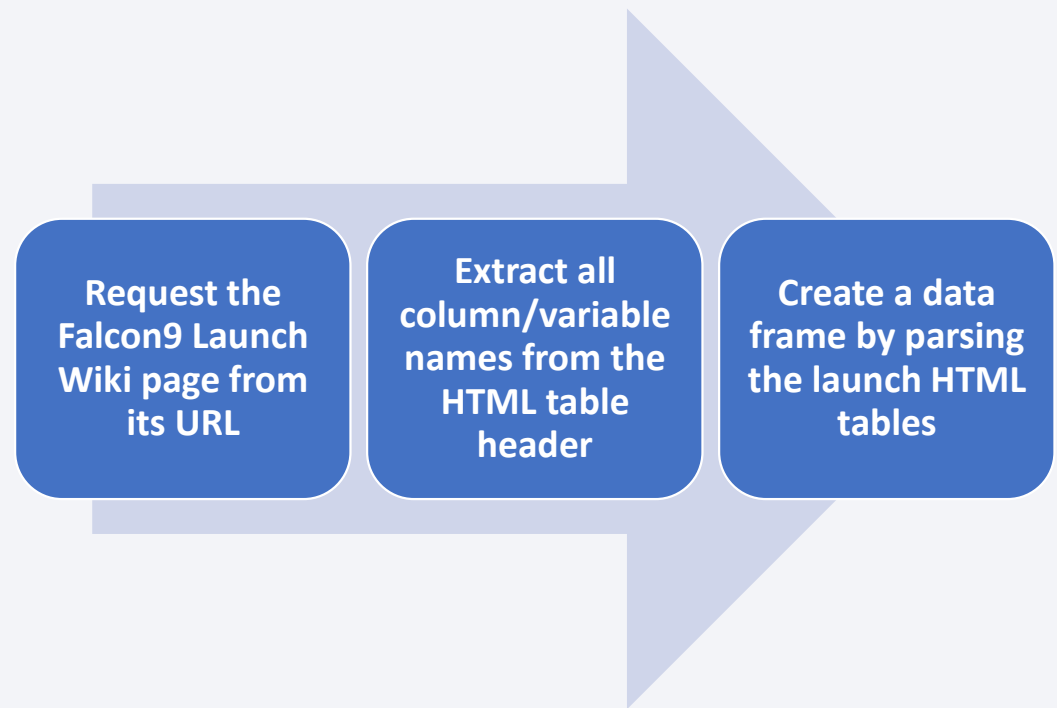 Request the
Falcon9 Launch
Wiki page from
its URL
Extract all
column/variable
names from the
HTML table
header
Create a data
frame by parsing
the launch HTML
tables